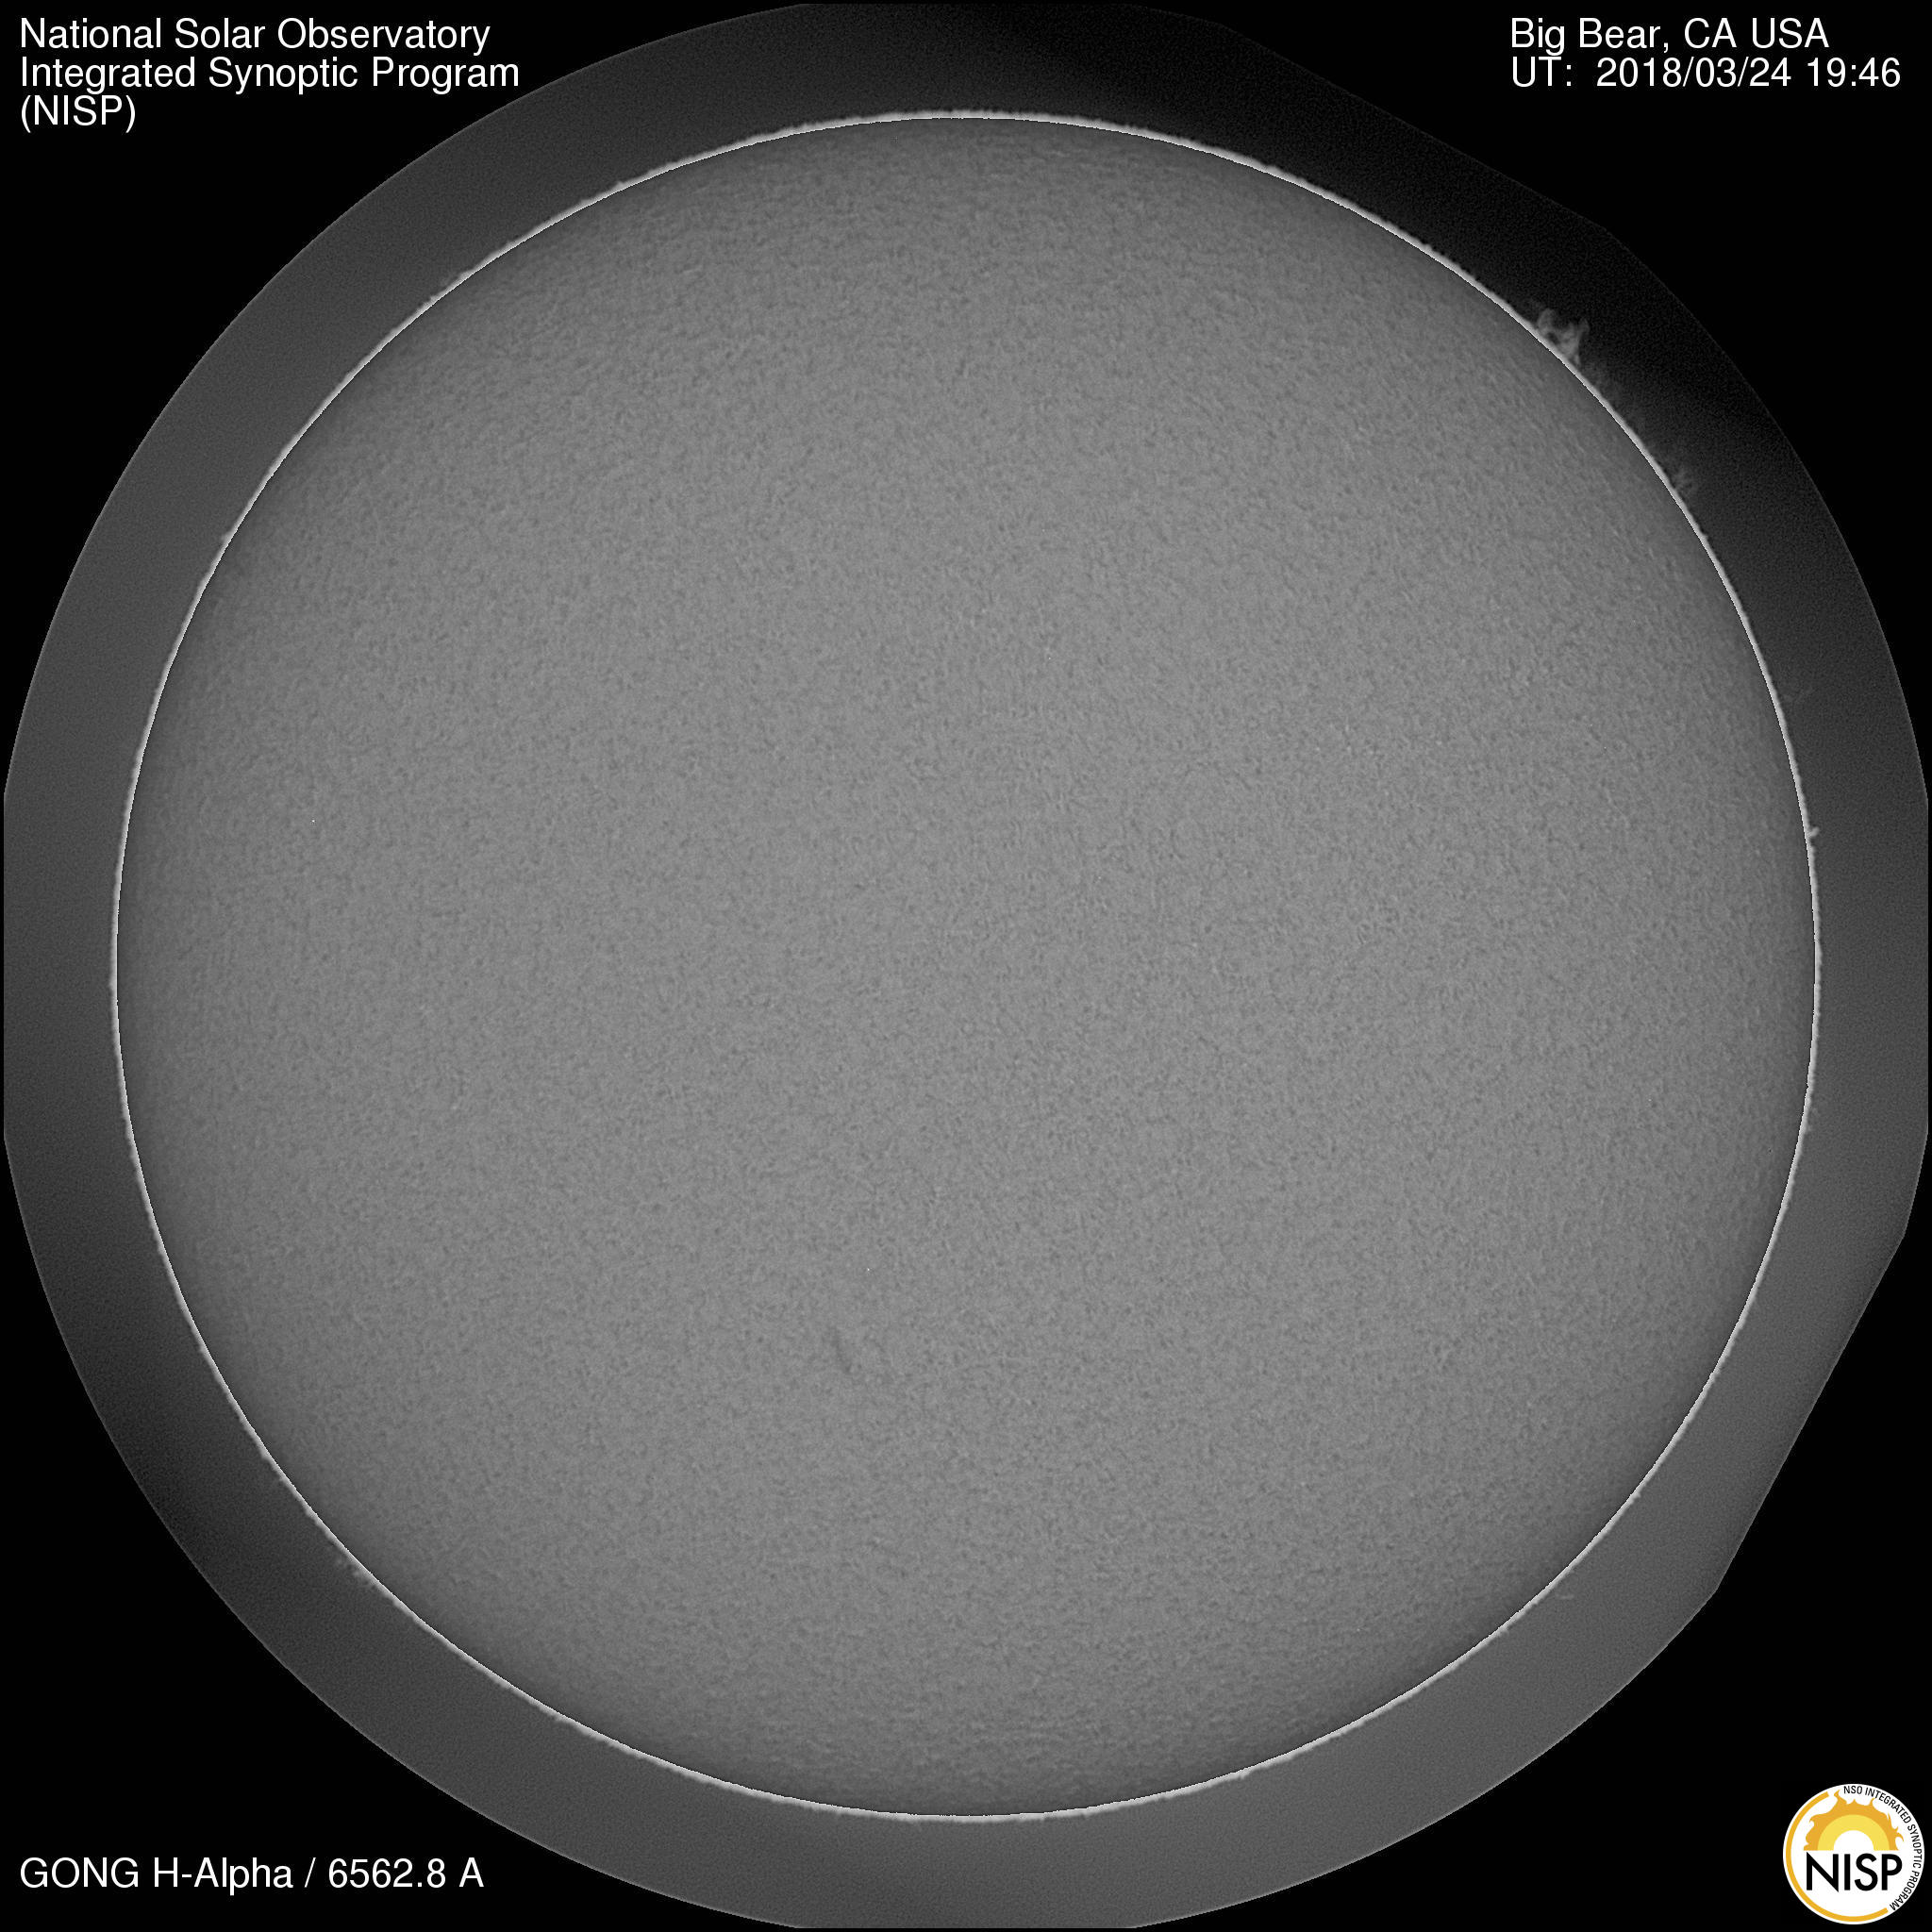 National Solar Observatory
Integrated Synoptic Program
(NISP)
Big Bear, CA USA
UT:  2018/03/24 19:46
GONG H-Alpha / 6562.8 A
NSO INTEGRATED SYNOPTIC PROGRAM
NISP